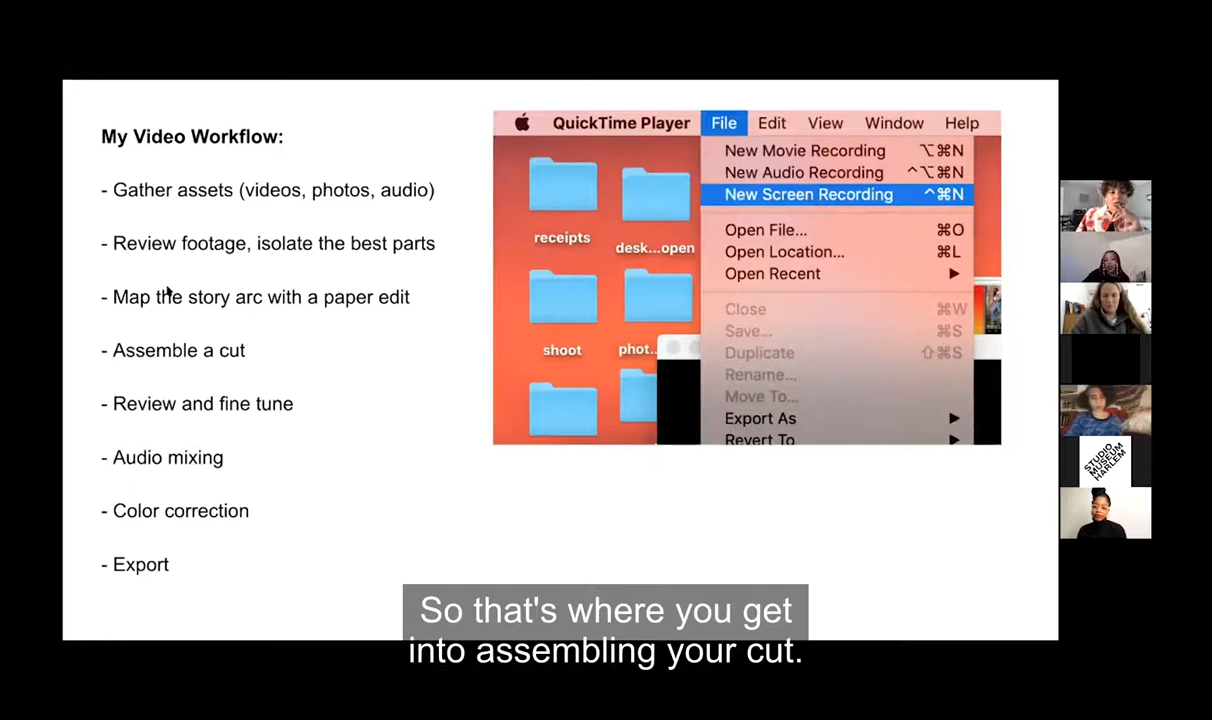 My Video Workflow:
- Gather assets (videos, photos, audio)
- Review footage, isolate the best parts
- Map the story arc with a paper edit
- Assemble a cut
- Review and fine tune
- Audio mixing
- Color correction
- Export
QuickTime Player File Edit View Window Help
New Movie Recording ⌥⌘N
New Audio Recording ^⌥⌘N
New Screen Recording ^⌘N
Open File... ⌘O
Open Location... ⌘L
Open Recent
Close ⌘W
Save... ⌘S
Duplicate ⇧⌘S
Rename...
Move To...
Export As
Revert To
receipts
desk...open
shoot
phot...
STUDIO
MUSEUM
HARLEM
So that's where you get
into assembling your cut.